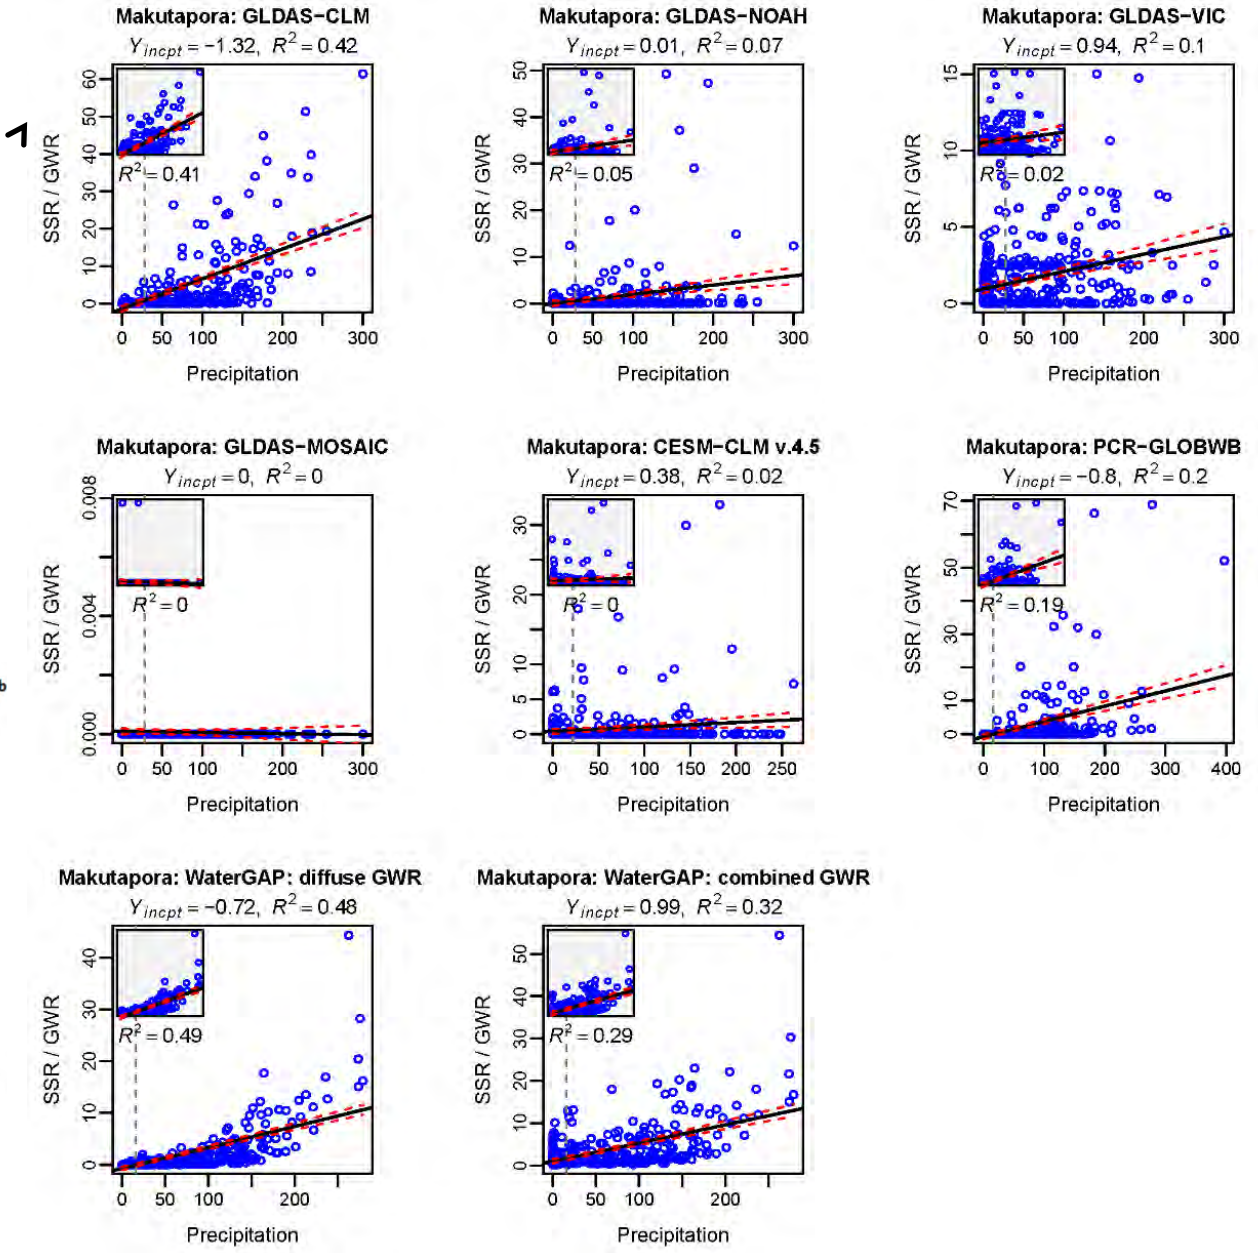 Makutapora: GLDAS−CLM
Y incpt = −1.32, R² = 0.42
60
50
40
30
20
10
0
SSR / GWR
R² = 0.41
0 50 100 200 300
Precipitation
Makutapora: GLDAS−NOAH
Y incpt = 0.01, R² = 0.07
50
40
30
20
10
0
SSR / GWR
R² = 0.05
0 50 100 200 300
Precipitation
Makutapora: GLDAS−VIC
Y incpt = 0.94, R² = 0.1
15
10
5
0
SSR / GWR
R² = 0.02
0 50 100 200 300
Precipitation
Makutapora: GLDAS−MOSAIC
Y incpt = 0, R² = 0
0.008
0.004
0.000
SSR / GWR
R² = 0
0 50 100 200 300
Precipitation
b
Makutapora: CESM−CLM v.4.5
Y incpt = 0.38, R² = 0.02
30
20
10
5
0
SSR / GWR
R² = 0
0 50 100 150 200 250
Precipitation
Makutapora: PCR−GLOBWB
Y incpt = −0.8, R² = 0.2
70
50
30
10
0
SSR / GWR
R² = 0.19
0 100 200 300 400
Precipitation
Makutapora: WaterGAP: diffuse GWR
Y incpt = −0.72, R² = 0.48
40
30
20
10
0
SSR / GWR
R² = 0.49
0 50 100 200
Precipitation
Makutapora: WaterGAP: combined GWR
Y incpt = 0.99, R² = 0.32
50
40
30
20
10
0
SSR / GWR
R² = 0.29
0 50 100 200
Precipitation